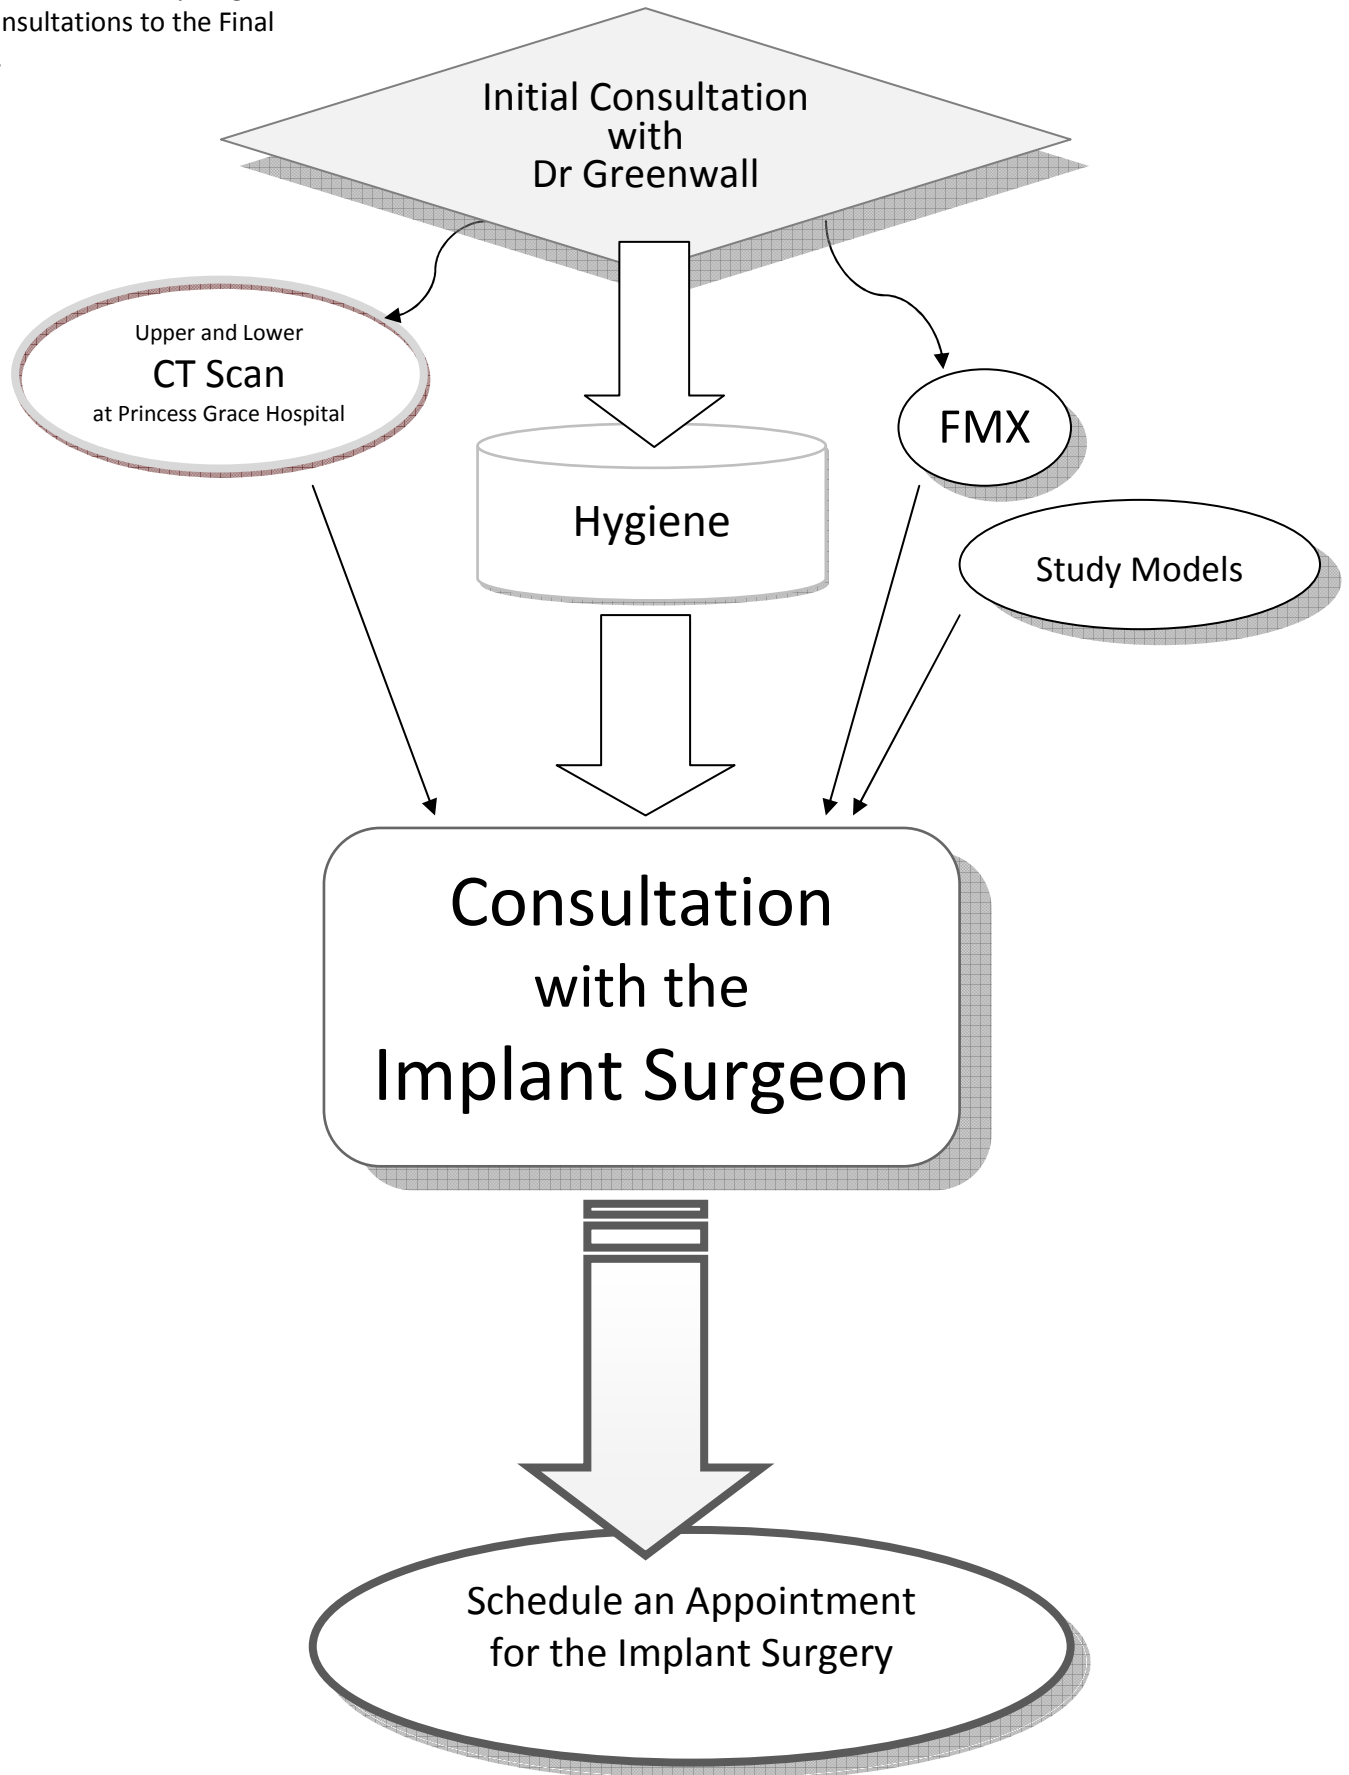 nsultations to the Final
Initial Consultation
with
Dr Greenwall
Upper and Lower
CT Scan
at Princess Grace Hospital
FMX
Hygiene
Study Models
Consultation
with the
Implant Surgeon
Schedule an Appointment
for the Implant Surgery